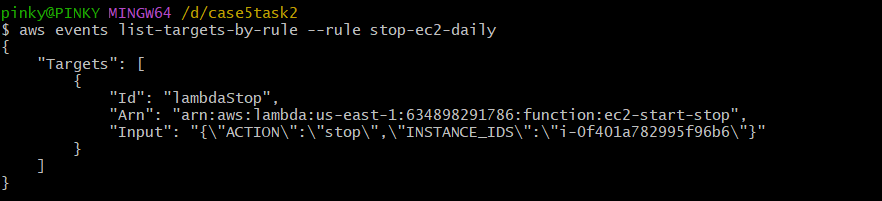 pinky@PINKY MINGW64 /d/case5task2
$ aws events list-targets-by-rule --rule stop-ec2-daily
{
    "Targets": [
        {
            "Id": "lambdaStop",
            "Arn": "arn:aws:lambda:us-east-1:634898291786:function:ec2-start-stop",
            "Input": "{\"ACTION\":\"stop\",\"INSTANCE_IDS\":\"i-0f401a782995f96b6\"}"
        }
    ]
}